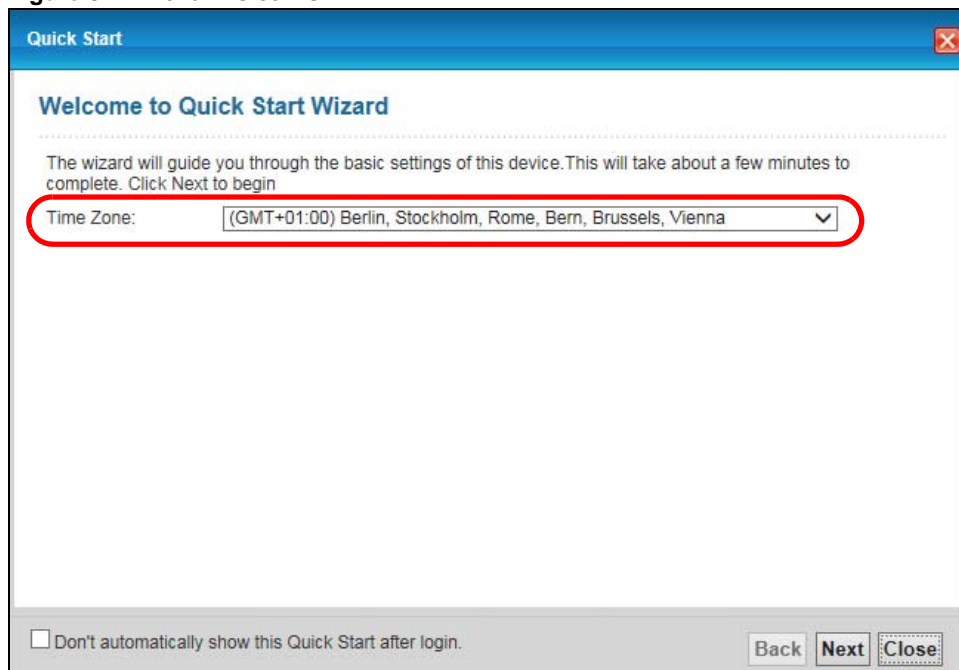 Quick Start
Welcome to Quick Start Wizard
The wizard will guide you through the basic settings of this device.This will take about a few minutes to
complete. Click Next to begin
Time Zone: (GMT+01:00) Berlin, Stockholm, Rome, Bern, Brussels, Vienna
Don't automatically show this Quick Start after login.
Back Next Close